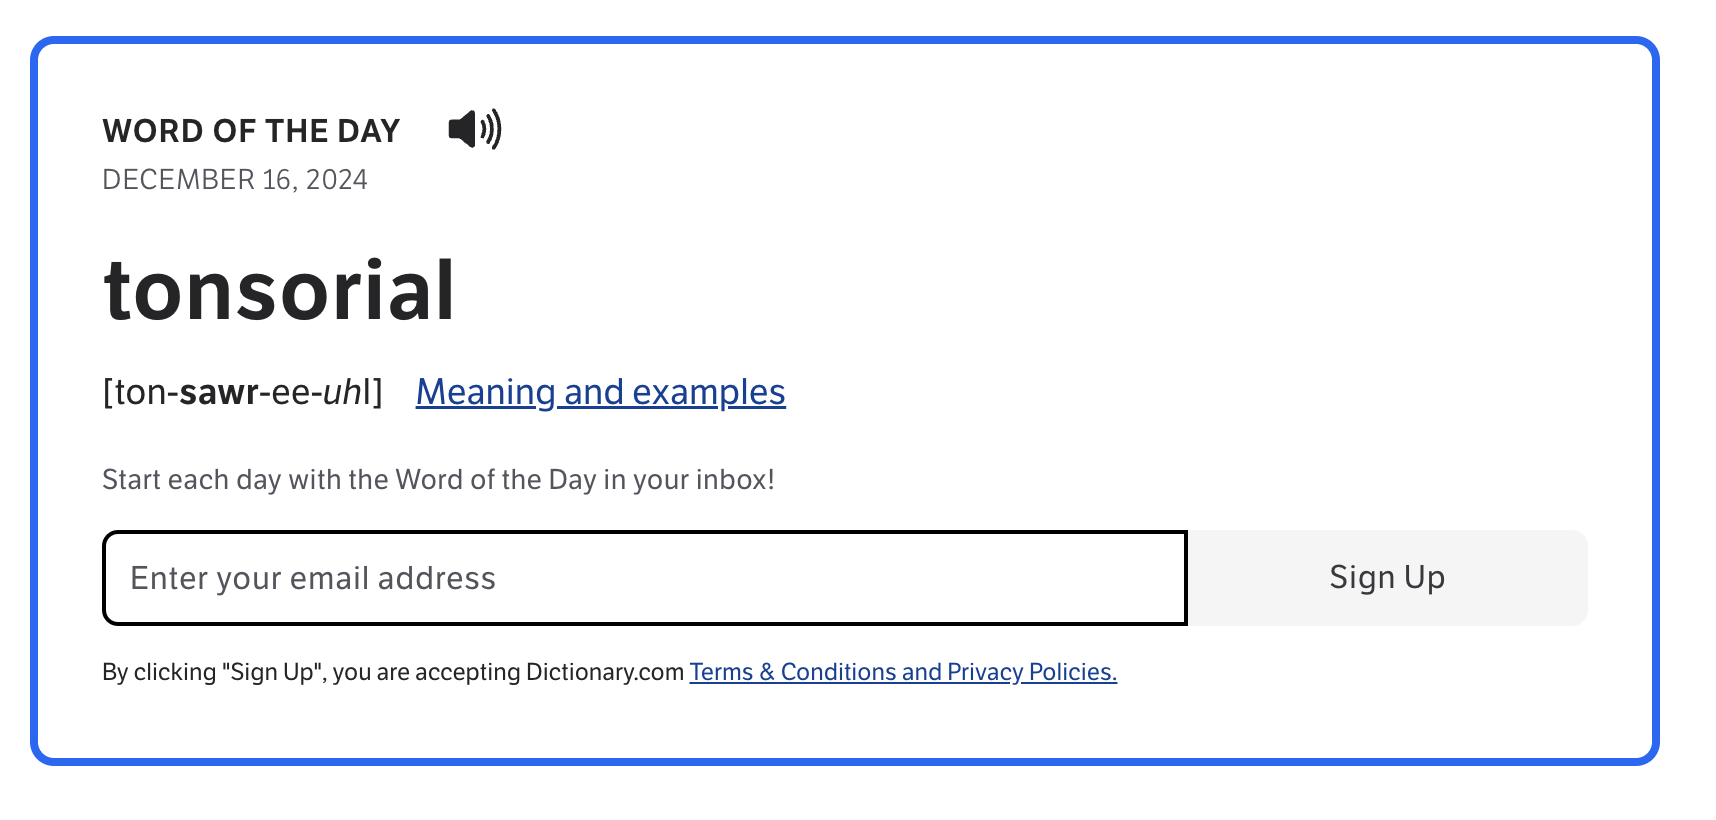 WORD OF THE DAY
DECEMBER 16, 2024
tonsorial
[ton-sawr-ee-uhl] Meaning and examples
Start each day with the Word of the Day in your inbox!
Enter your email address
Sign Up
By clicking "Sign Up", you are accepting Dictionary.com Terms & Conditions and Privacy Policies.